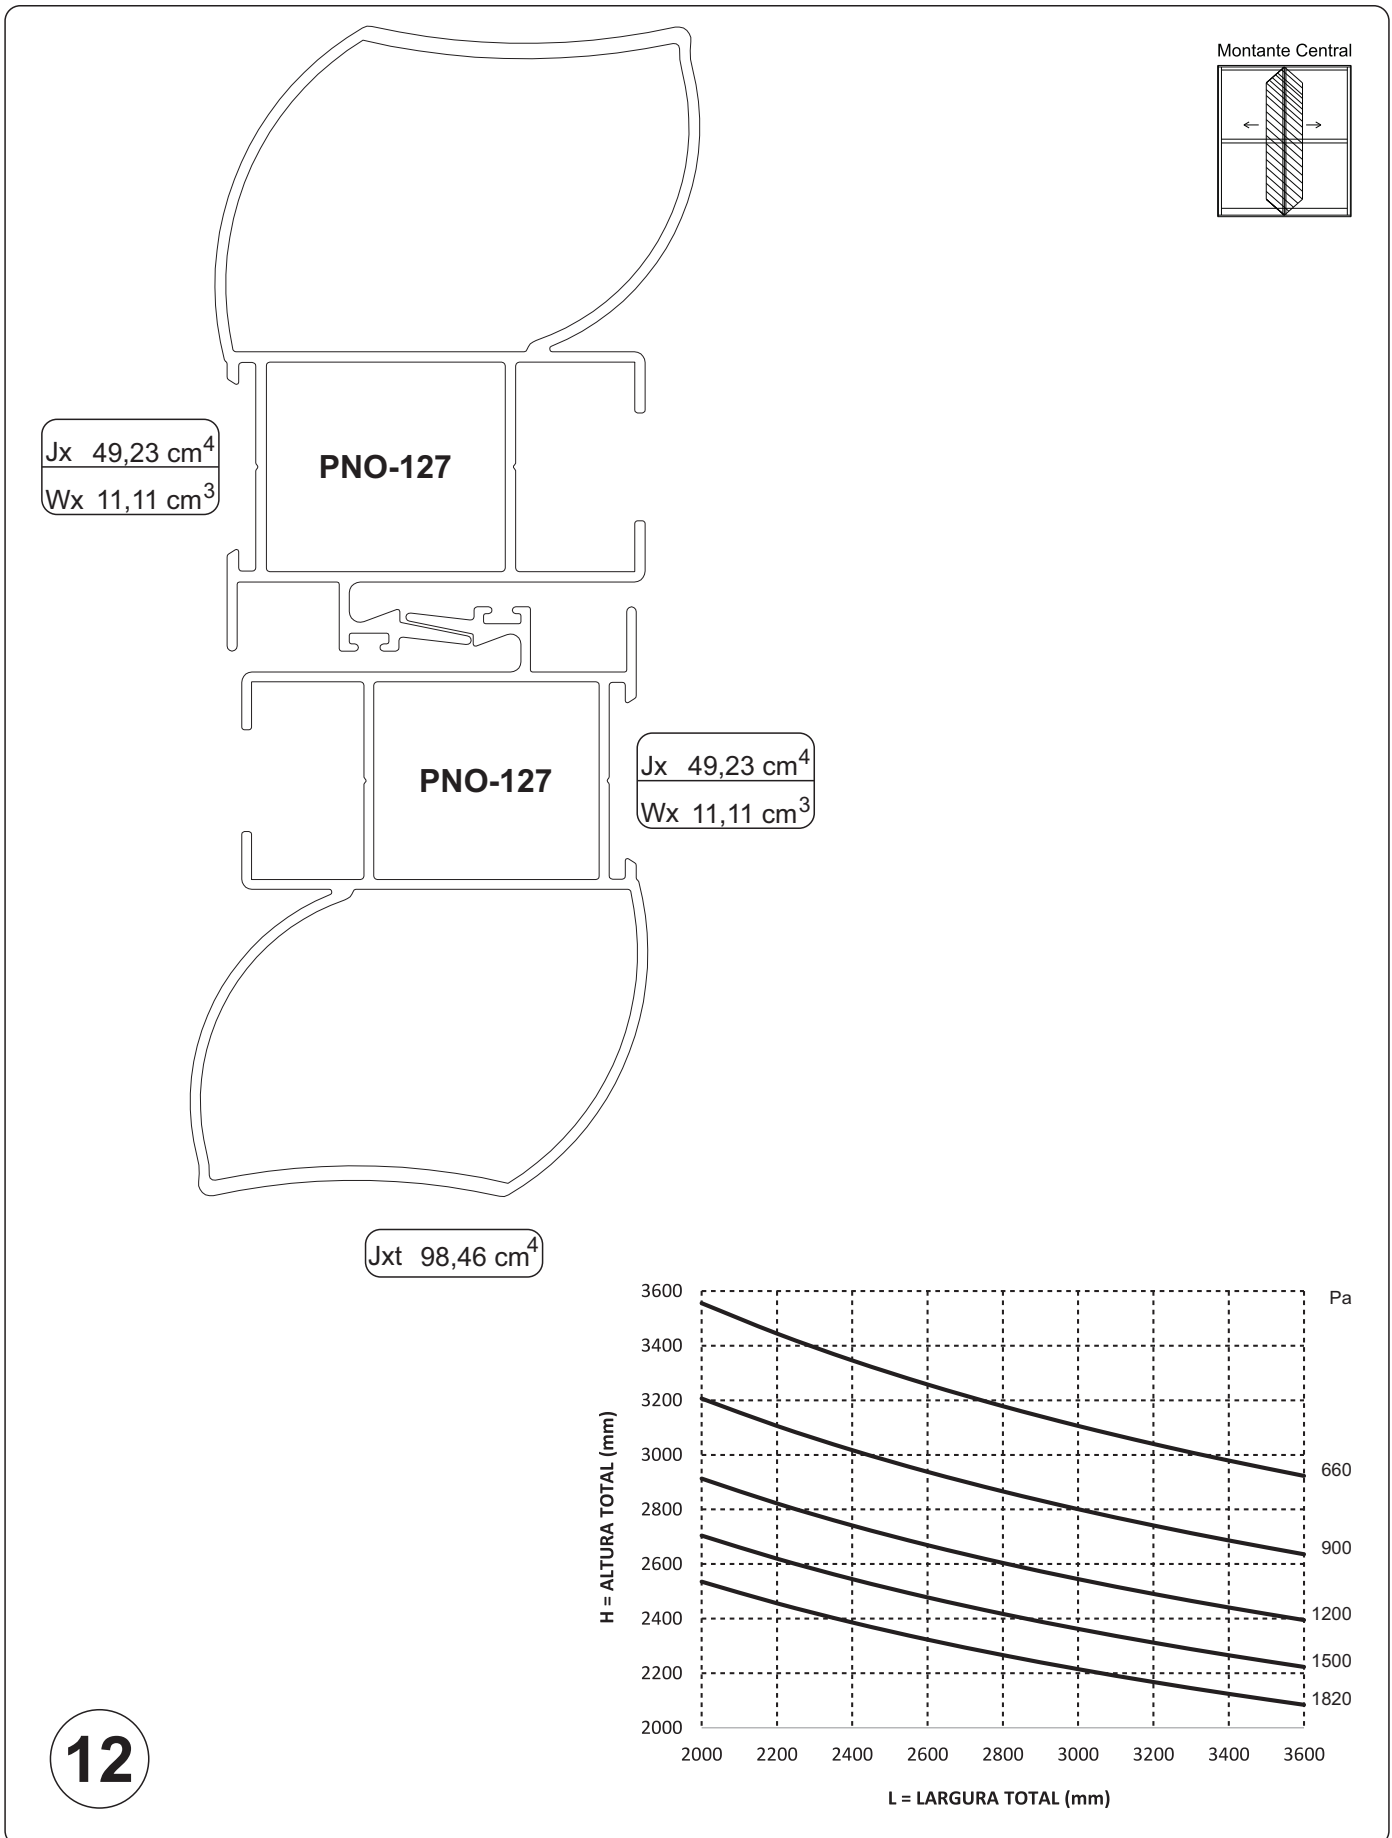 Montante Central
Jx 49,23 cm⁴
Wx 11,11 cm³
PNO-127
PNO-127
Jx 49,23 cm⁴
Wx 11,11 cm³
Jxt 98,46 cm⁴
Pa
3600
3400
3200
3000
2800
2600
2400
2200
2000
H = ALTURA TOTAL (mm)
660
900
1200
1500
1820
2000 2200 2400 2600 2800 3000 3200 3400 3600
L = LARGURA TOTAL (mm)
12